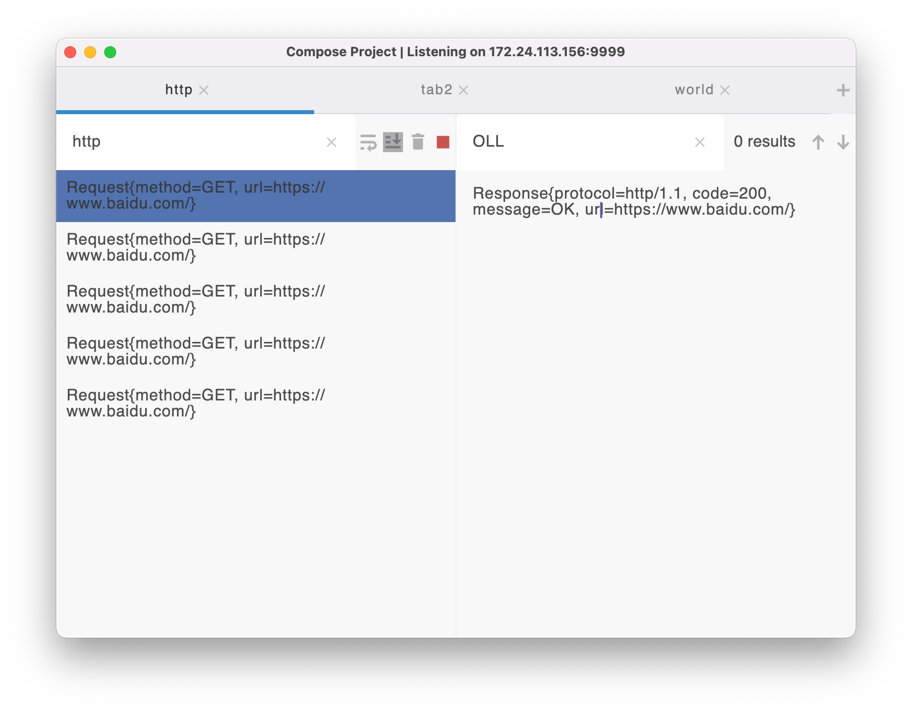 Compose Project | Listening on 172.24.113.156:9999
http
tab2
world
http
OLL
0 results
Request{method=GET, url=https://
www.baidu.com/}
Request{method=GET, url=https://
www.baidu.com/}
Request{method=GET, url=https://
www.baidu.com/}
Request{method=GET, url=https://
www.baidu.com/}
Request{method=GET, url=https://
www.baidu.com/}
Response{protocol=http/1.1, code=200,
message=OK, url=https://www.baidu.com/}